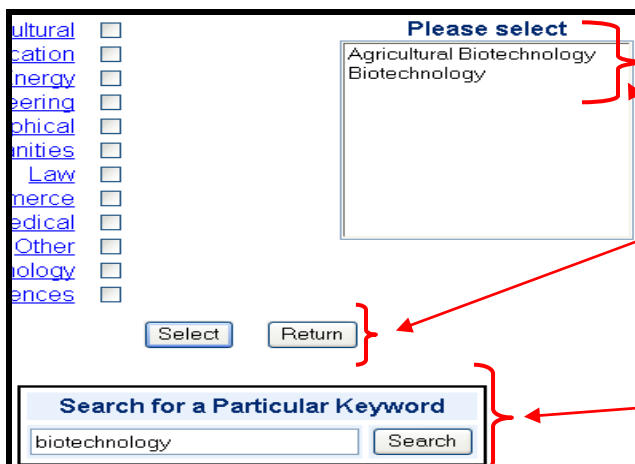 ultural
cation
nergy
eering
phical
anities
Law
merce
edical
Other
nology
ences
Please select
Agricultural Biotechnology
Biotechnology
Select
Return
Search for a Particular Keyword
biotechnology
Search